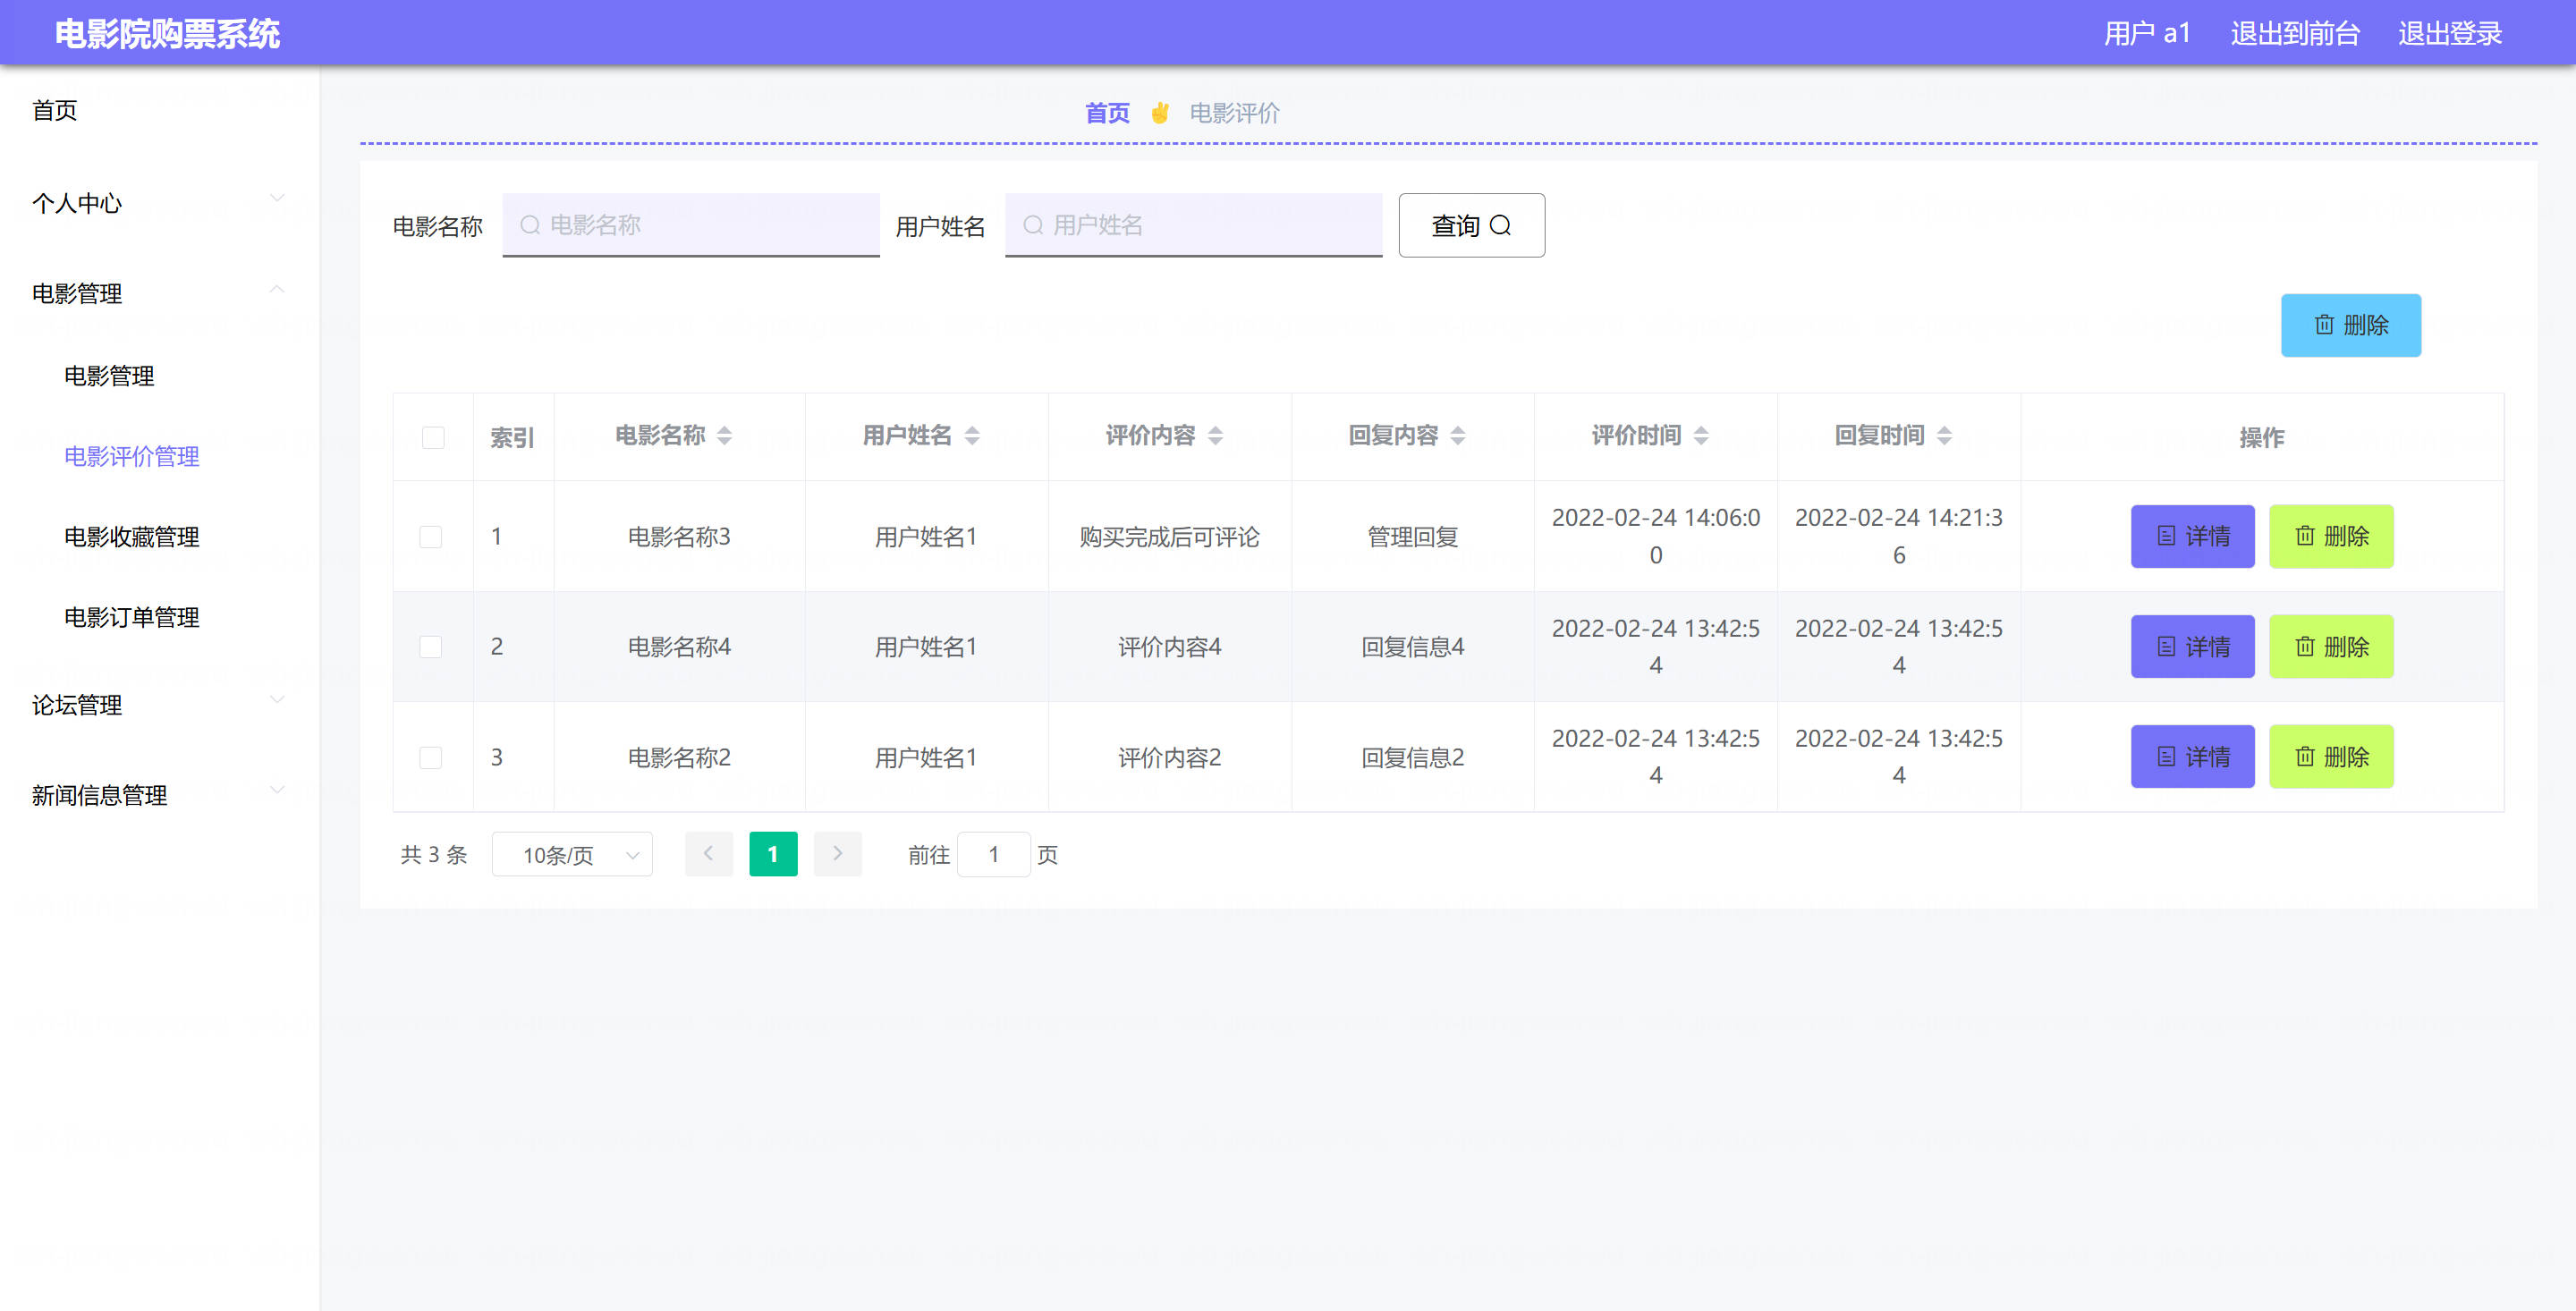 电影院购票系统 用户 a1 退出到前台 退出登录
首页
个人中心
电影管理
电影管理
电影评价管理
电影收藏管理
电影订单管理
论坛管理
新闻信息管理
首页 电影评价
电影名称 电影名称 用户姓名 用户姓名 查询
删除
索引 电影名称 用户姓名 评价内容 回复内容 评价时间 回复时间 操作
1 电影名称3 用户姓名1 购买完成后可评论 管理回复 2022-02-24 14:06:0 2022-02-24 14:21:3 详情 删除
0 6
2 电影名称4 用户姓名1 评价内容4 回复信息4 2022-02-24 13:42:5 2022-02-24 13:42:5 详情 删除
4 4
3 电影名称2 用户姓名1 评价内容2 回复信息2 2022-02-24 13:42:5 2022-02-24 13:42:5 详情 删除
4 4
共 3 条 10条/页 1 前往 1 页